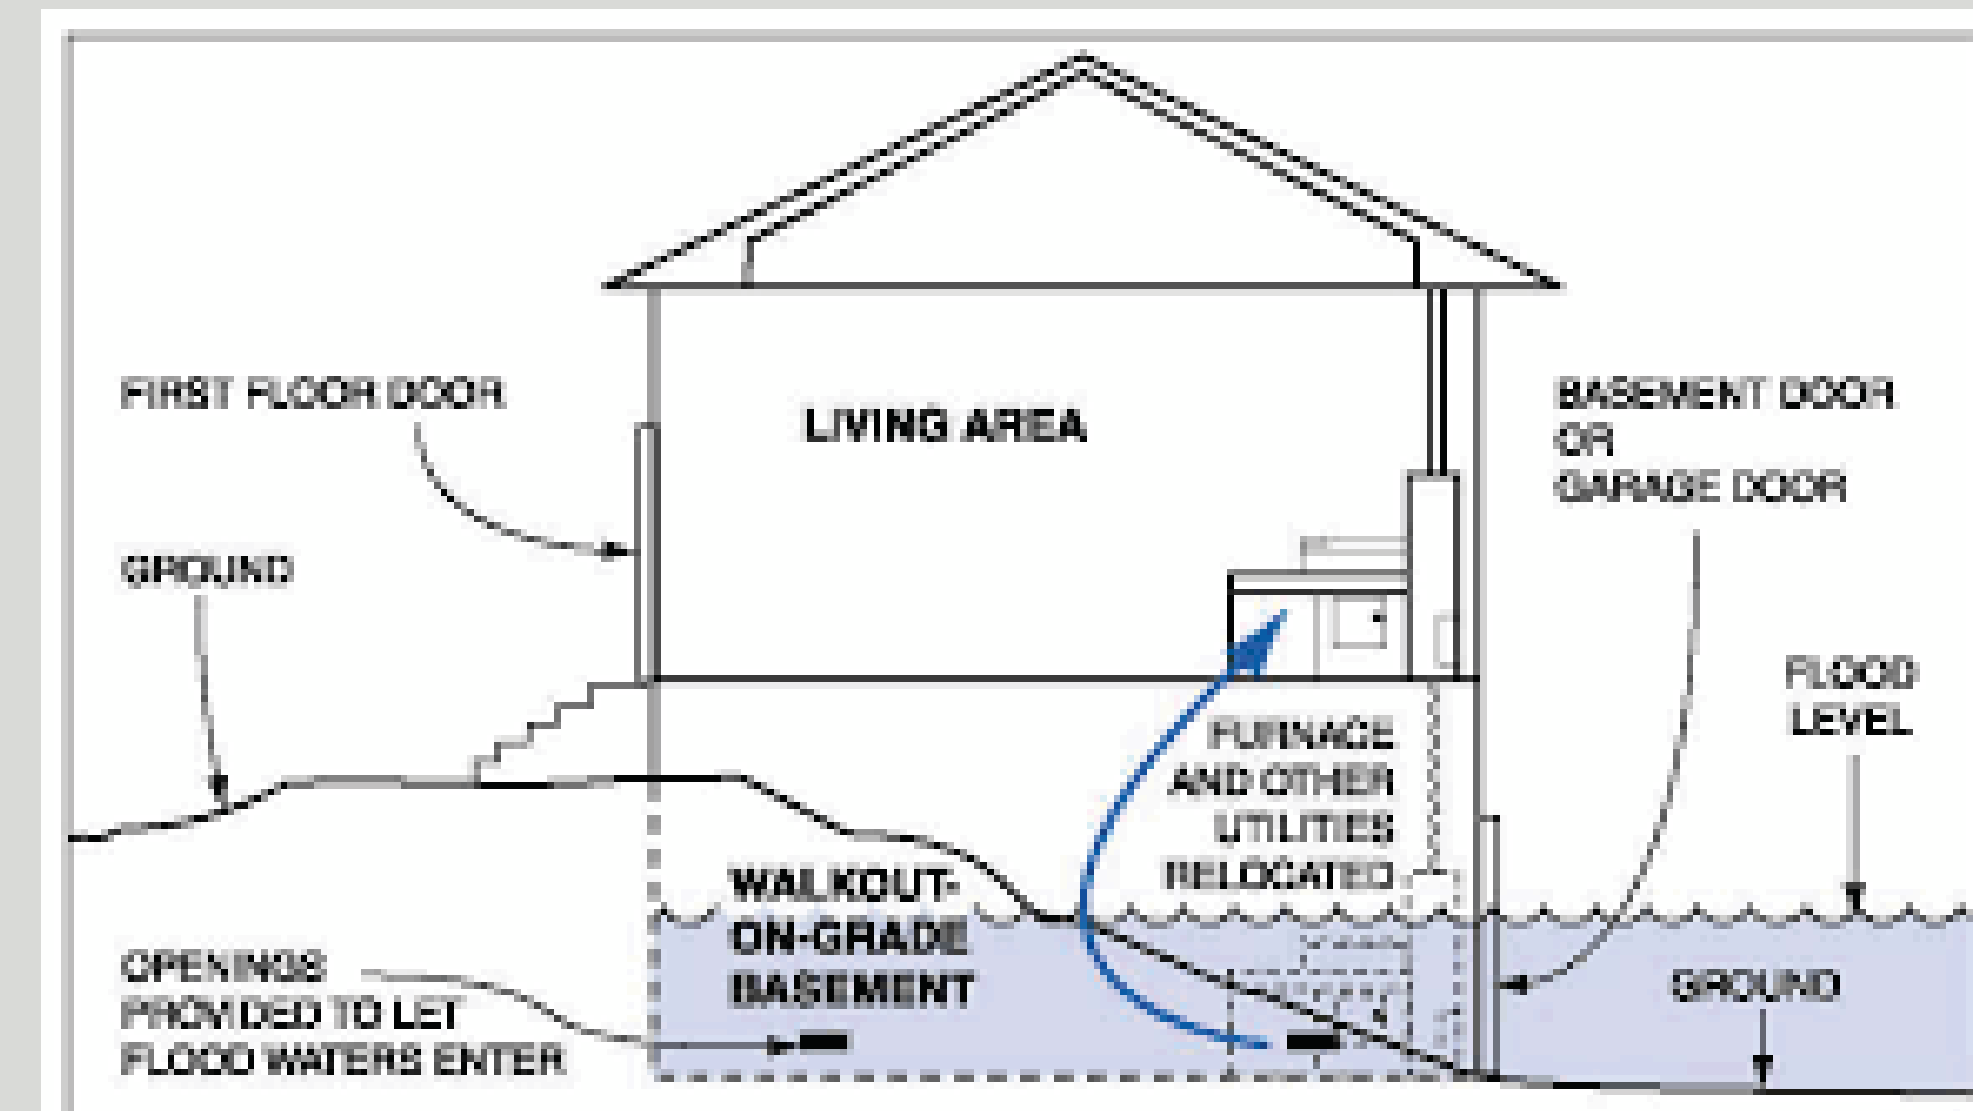 FIRST FLOOR DOOR
LIVING AREA
BASEMENT DOOR
OR
GARAGE DOOR
GROUND
FLOOD
LEVEL
FURNACE
AND OTHER
UTILITIES
RELOCATED
WALKOUT-
ON-GRADE
BASEMENT
OPENINGS
PROVIDED TO LET
FLOOD WATERS ENTER
GROUND